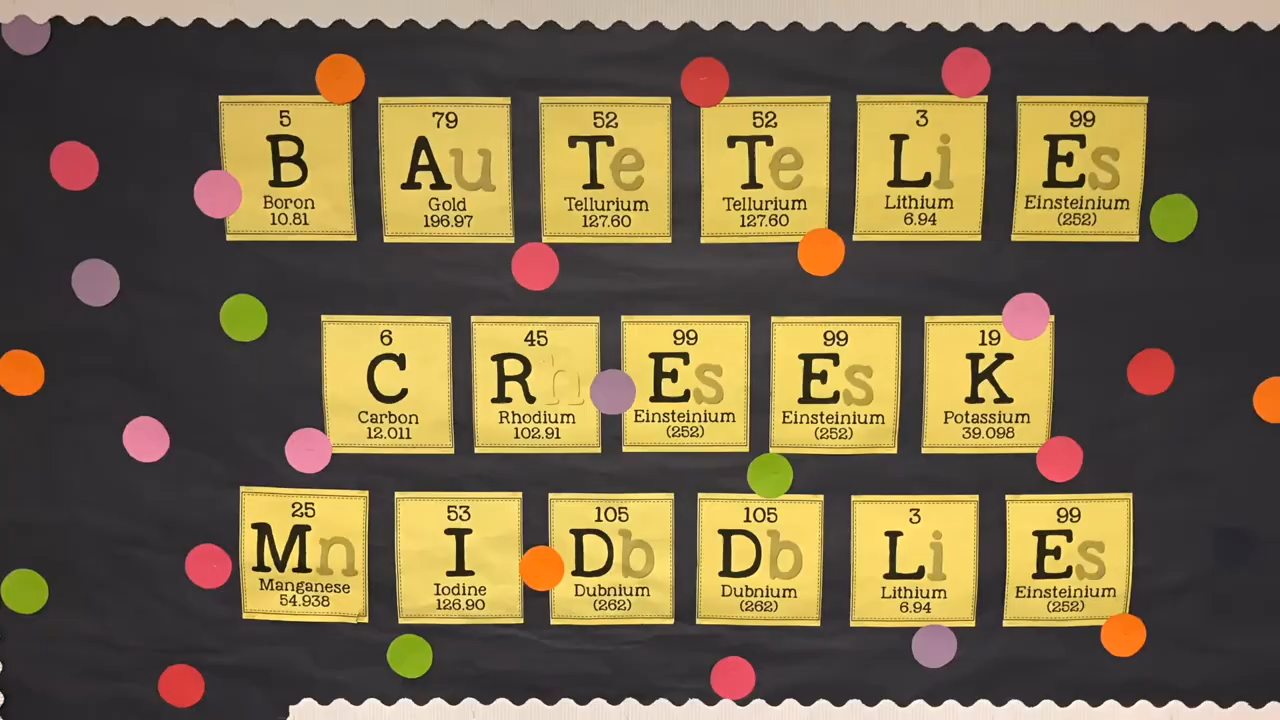 5 79 52 52 3 99
B Au Te Te Li Es
Boron Gold Tellurium Tellurium Lithium Einsteinium
10.81 196.97 127.60 127.60 6.94 (252)
6 45 99 99 19
C Rh Es Es K
Carbon Rhodium Einsteinium Einsteinium Potassium
12.011 102.91 (252) (252) 39.098
25 53 105 105 3 99
Mn I Db Db Li Es
Manganese Iodine Dubnium Dubnium Lithium Einsteinium
54.938 126.90 (262) (262) 6.94 (252)